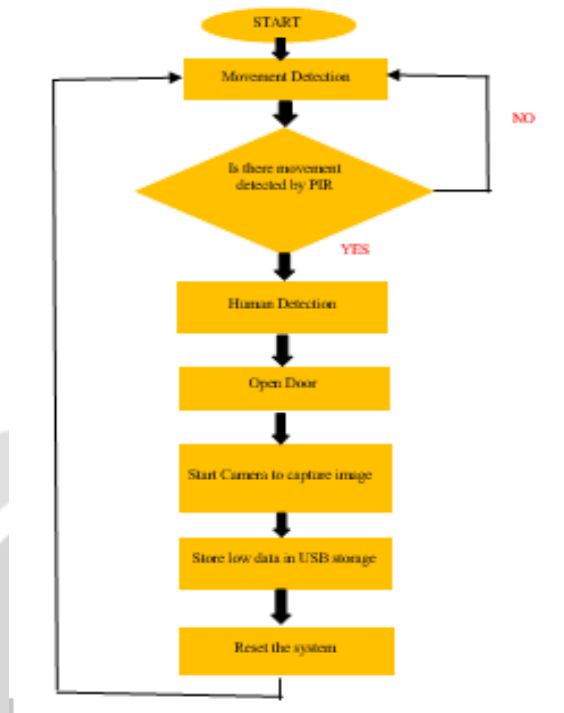 START
Movement Detection
NO
Is there movement
detected by PIR
YES
Human Detection
Open Door
Start Camera to capture image
Store low data in USB storage
Reset the system